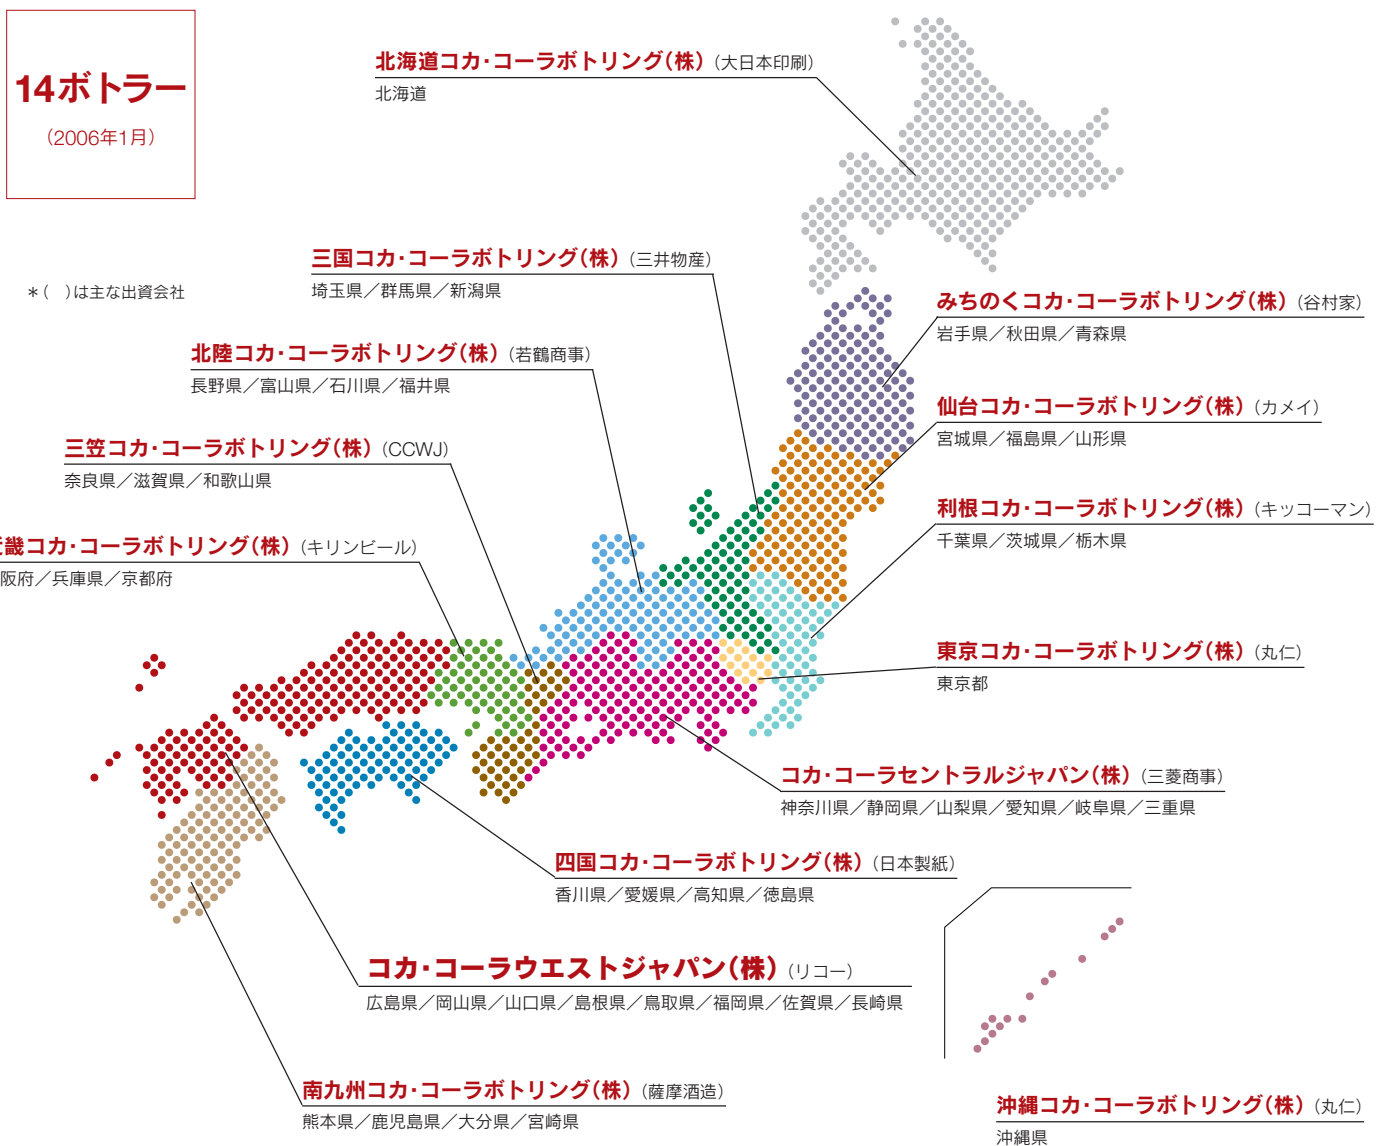 14ボトラー
（2006年1月）
＊(　)は主な出資会社
北海道コカ・コーラボトリング(株)（大日本印刷）
北海道
三国コカ・コーラボトリング(株)（三井物産）
埼玉県／群馬県／新潟県
みちのくコカ・コーラボトリング(株)（谷村家）
岩手県／秋田県／青森県
北陸コカ・コーラボトリング(株)（若鶴商事）
長野県／富山県／石川県／福井県
仙台コカ・コーラボトリング(株)（カメイ）
宮城県／福島県／山形県
三笠コカ・コーラボトリング(株)（CCWJ）
奈良県／滋賀県／和歌山県
利根コカ・コーラボトリング(株)（キッコーマン）
千葉県／茨城県／栃木県
畿コカ・コーラボトリング(株)（キリンビール）
阪府／兵庫県／京都府
東京コカ・コーラボトリング(株)（丸仁）
東京都
コカ・コーラセントラルジャパン(株)（三菱商事）
神奈川県／静岡県／山梨県／愛知県／岐阜県／三重県
四国コカ・コーラボトリング(株)（日本製紙）
香川県／愛媛県／高知県／徳島県
コカ・コーラウエストジャパン(株)（リコー）
広島県／岡山県／山口県／島根県／鳥取県／福岡県／佐賀県／長崎県
南九州コカ・コーラボトリング(株)（薩摩酒造）
熊本県／鹿児島県／大分県／宮崎県
沖縄コカ・コーラボトリング(株)（丸仁）
沖縄県